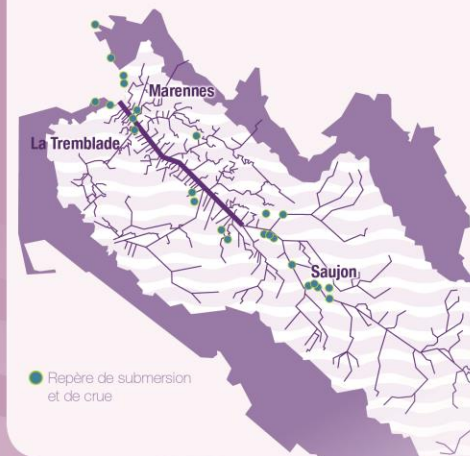 Marennes
La Tremblade
Saujon
Repère de submersion
et de crue